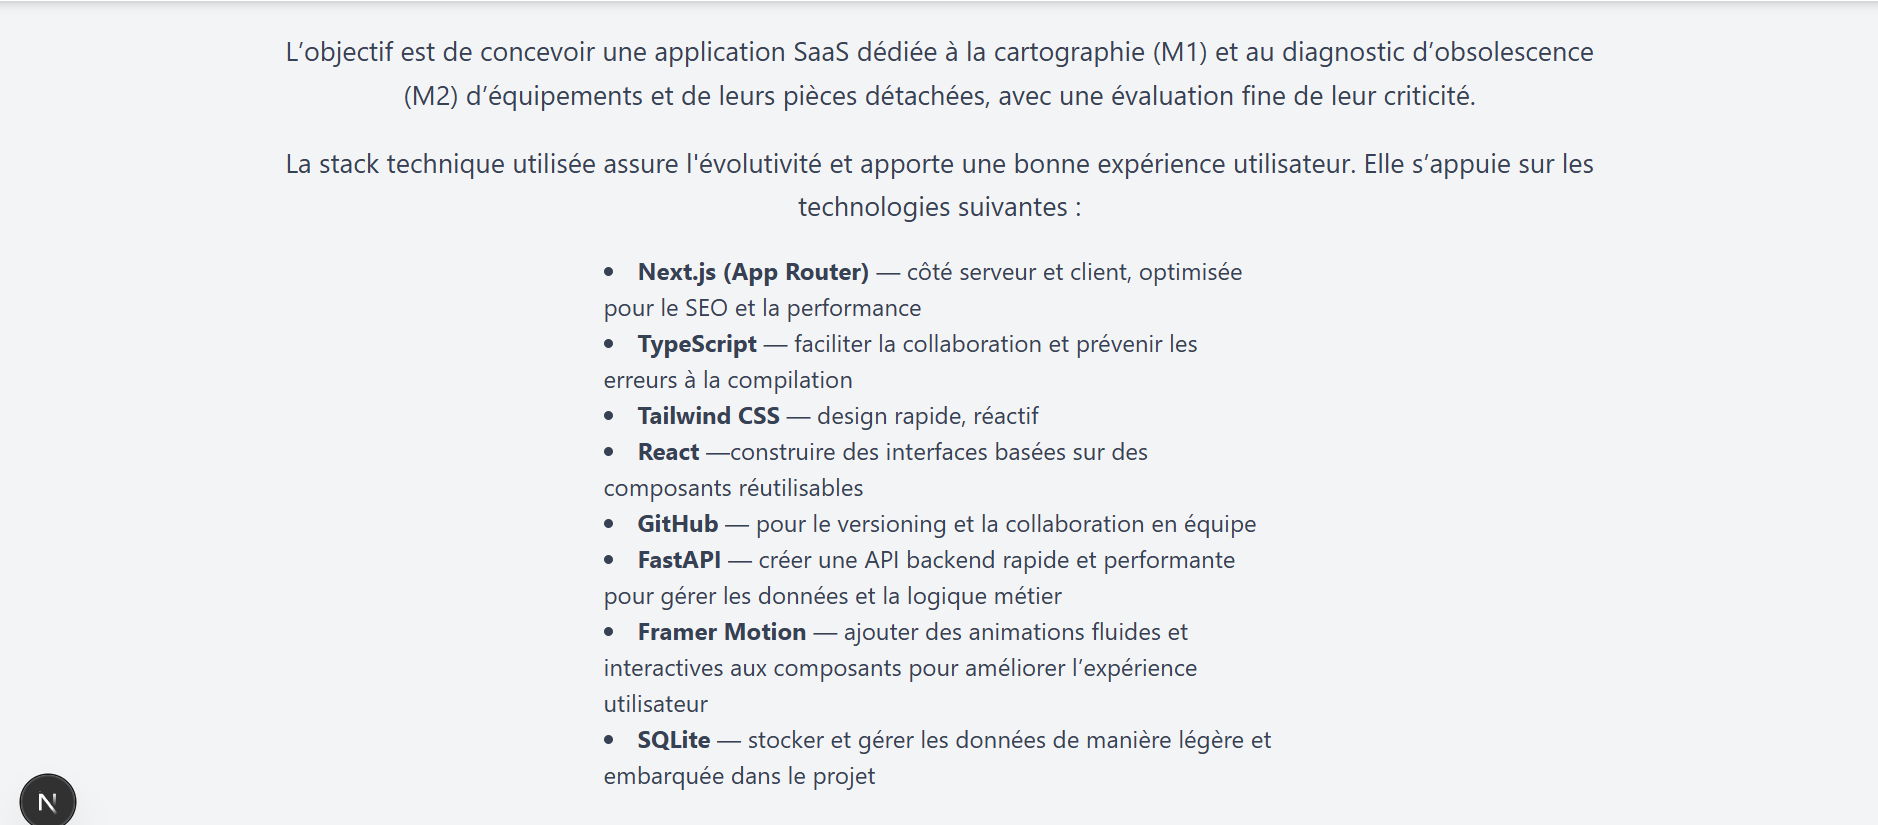 L’objectif est de concevoir une application SaaS dédiée à la cartographie (M1) et au diagnostic d’obsolescence
(M2) d’équipements et de leurs pièces détachées, avec une évaluation fine de leur criticité.
La stack technique utilisée assure l'évolutivité et apporte une bonne expérience utilisateur. Elle s’appuie sur les
technologies suivantes :
• Next.js (App Router) — côté serveur et client, optimisée
pour le SEO et la performance
• TypeScript — faciliter la collaboration et prévenir les
erreurs à la compilation
• Tailwind CSS — design rapide, réactif
• React —construire des interfaces basées sur des
composants réutilisables
• GitHub — pour le versioning et la collaboration en équipe
• FastAPI — créer une API backend rapide et performante
pour gérer les données et la logique métier
• Framer Motion — ajouter des animations fluides et
interactives aux composants pour améliorer l’expérience
utilisateur
• SQLite — stocker et gérer les données de manière légère et
embarquée dans le projet
N